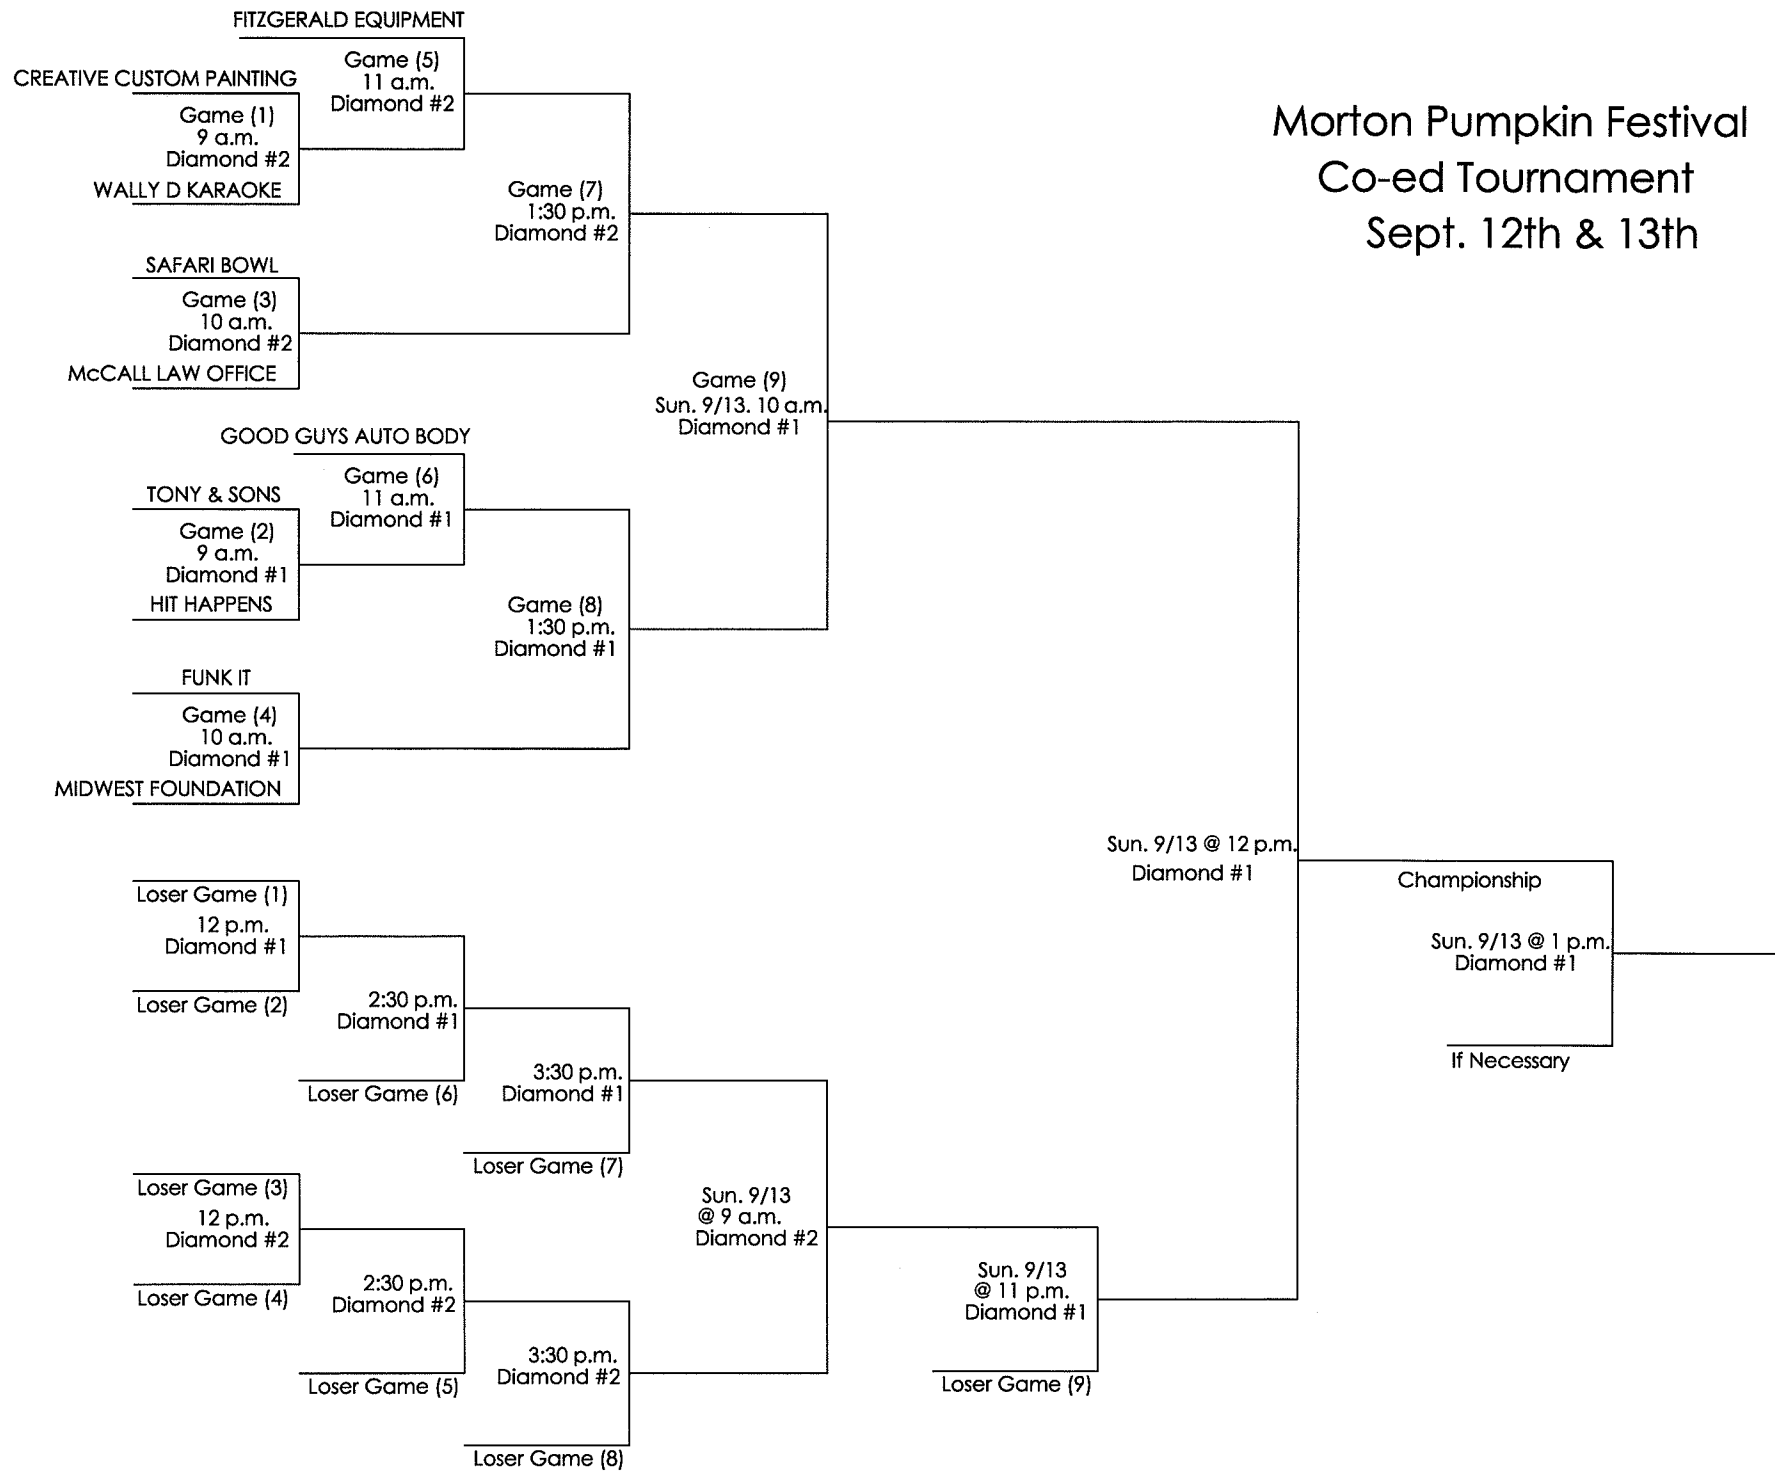 FITZGERALD EQUIPMENT
Game (5)
11 a.m.
Diamond #2
CREATIVE CUSTOM PAINTING
Game (1)
9 a.m.
Diamond #2
WALLY D KARAOKE
Game (7)
1:30 p.m.
Diamond #2
SAFARI BOWL
Game (3)
10 a.m.
Diamond #2
McCALL LAW OFFICE
Morton Pumpkin Festival
Co-ed Tournament
Sept. 12th & 13th
Game (9)
Sun. 9/13. 10 a.m.
Diamond #1
GOOD GUYS AUTO BODY
Game (6)
11 a.m.
Diamond #1
TONY & SONS
Game (2)
9 a.m.
Diamond #1
HIT HAPPENS
Game (8)
1:30 p.m.
Diamond #1
FUNK IT
Game (4)
10 a.m.
Diamond #1
MIDWEST FOUNDATION
Sun. 9/13 @ 12 p.m.
Diamond #1
Championship
Sun. 9/13 @ 1 p.m.
Diamond #1
If Necessary
Loser Game (1)
12 p.m.
Diamond #1
Loser Game (2)
2:30 p.m.
Diamond #1
Loser Game (6)
3:30 p.m.
Diamond #1
Loser Game (7)
Loser Game (3)
12 p.m.
Diamond #2
Loser Game (4)
2:30 p.m.
Diamond #2
Loser Game (5)
3:30 p.m.
Diamond #2
Loser Game (8)
Sun. 9/13
@ 9 a.m.
Diamond #2
Sun. 9/13
@ 11 p.m.
Diamond #1
Loser Game (9)